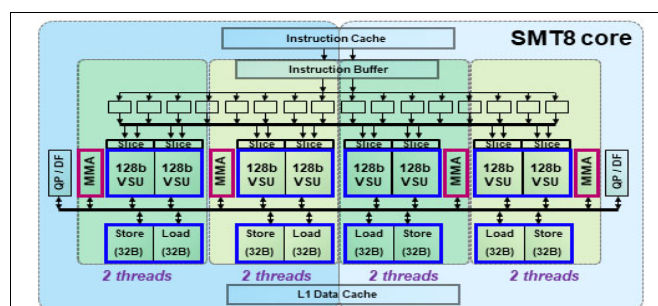 Instruction Cache
SMT8 core
Instruction Buffer
Slice Slice Slice Slice Slice Slice Slice Slice
QP / DF MMA 128b VSU 128b VSU MMA 128b VSU 128b VSU 128b VSU 128b VSU MMA 128b VSU 128b VSU MMA QP / DF
Store Load Store Load Load Store Load Store
(32B) (32B) (32B) (32B) (32B) (32B) (32B) (32B)
2 threads 2 threads 2 threads 2 threads
L1 Data Cache